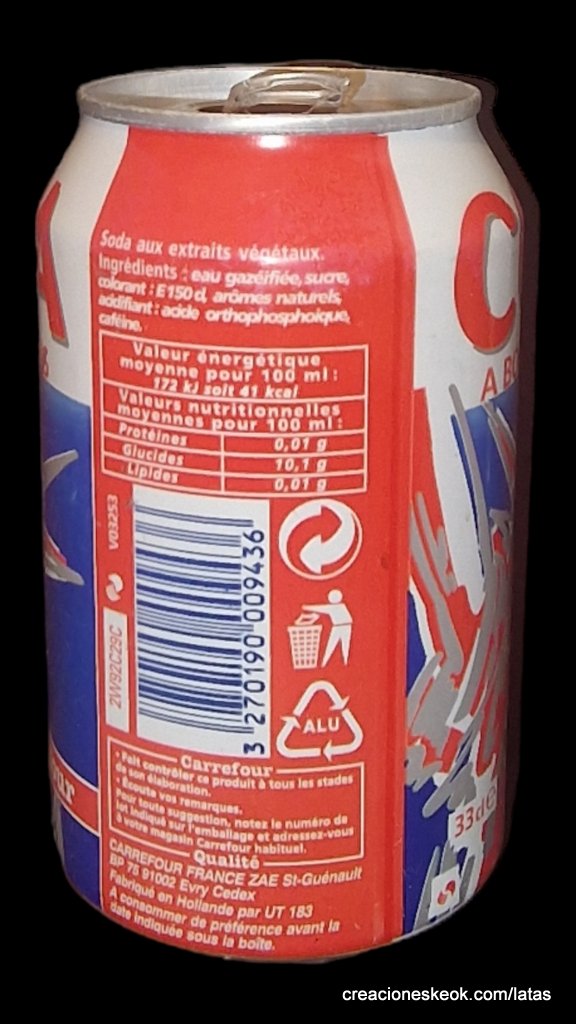 Soda aux extraits végétaux.
Ingrédients : eau gazéifiée, sucre,
colorant : E150d, arômes naturels,
acidifiant : acide orthophosphoique,
caféine.
Valeur énergétique
moyenne pour 100 ml :
172 kJ soit 41 kcal
Valeurs nutritionnelles
moyennes pour 100 ml :
Protéines 0,01 g
Glucides 10,1 g
Lipides 0,01 g
V03253
2W92C29C
3 270190 009436
ALU
Carrefour
• Fait contrôler ce produit à tous les stades
de son élaboration.
• Ecoute vos remarques.
Pour toute suggestion, notez le numéro de
lot indiqué sur l'emballage et adressez-vous
à votre magasin Carrefour habituel.
Qualité
CARREFOUR FRANCE ZAE St-Guénault
BP 75 91002 Evry Cedex
Fabriqué en Hollande par UT 183
A consommer de préférence avant la
date indiquée sous la boîte.
A
C
A BO
33cl e
creacioneskeok.com/latas